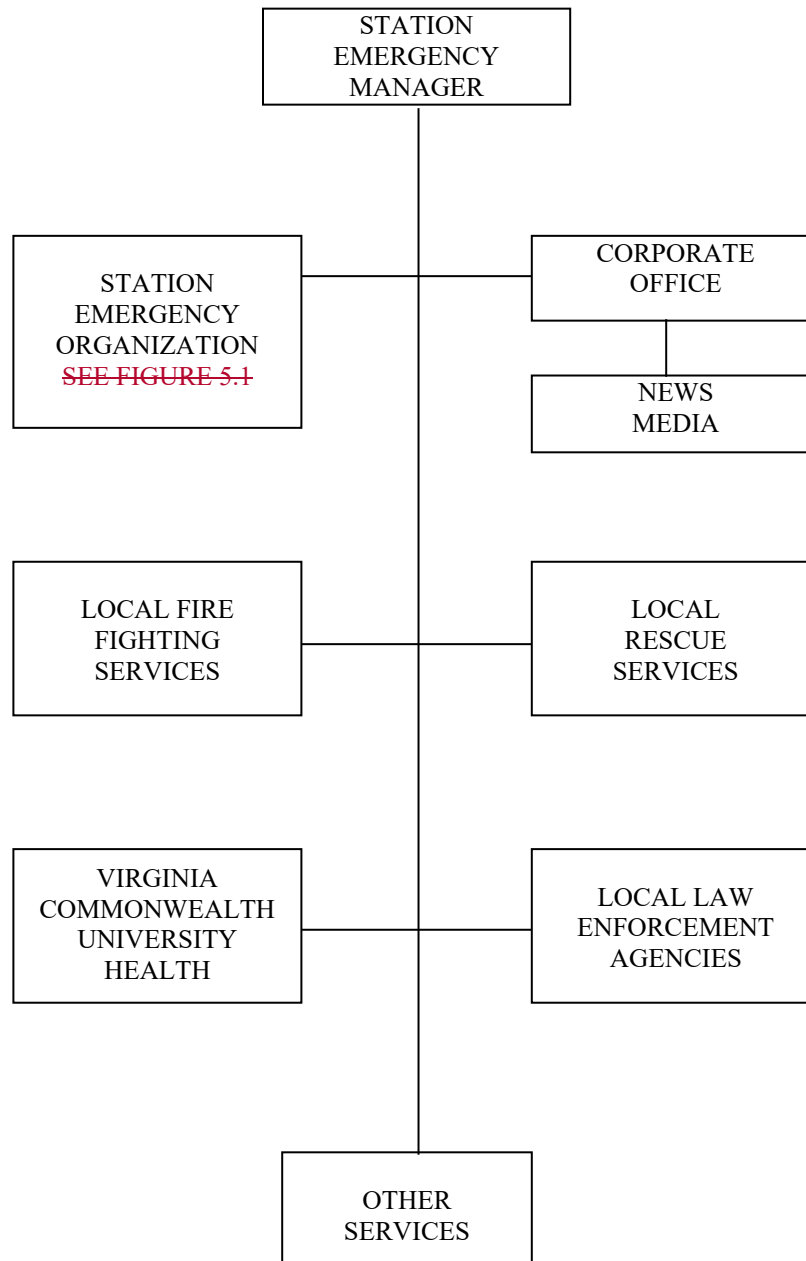 STATION
EMERGENCY
MANAGER
STATION
EMERGENCY
ORGANIZATION
SEE FIGURE 5.1
CORPORATE
OFFICE
NEWS
MEDIA
LOCAL FIRE
FIGHTING
SERVICES
LOCAL
RESCUE
SERVICES
VIRGINIA
COMMONWEALTH
UNIVERSITY
HEALTH
LOCAL LAW
ENFORCEMENT
AGENCIES
OTHER
SERVICES